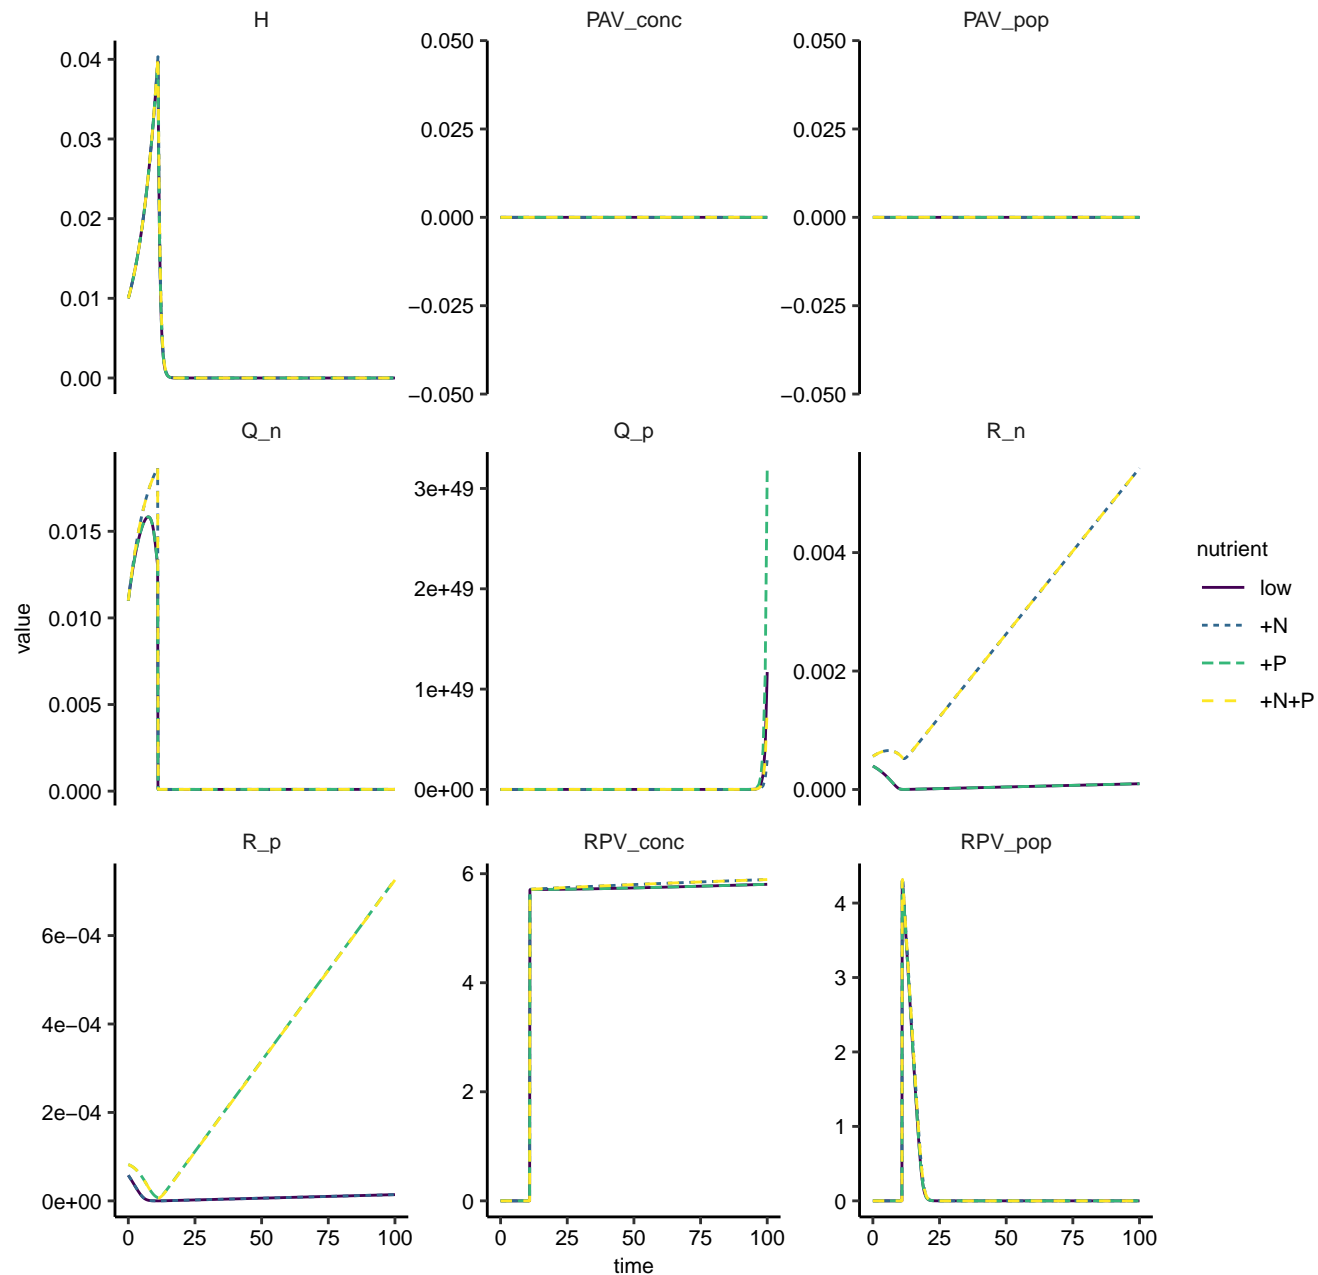 H
PAV_conc
PAV_pop
0.04
0.03
0.02
0.01
0.00
0.050
0.025
0.000
−0.025
−0.050
0.050
0.025
0.000
−0.025
−0.050
Q_n
Q_p
R_n
0.015
0.010
0.005
0.000
3e+49
2e+49
1e+49
0e+00
0.004
0.002
0.000
R_p
RPV_conc
RPV_pop
6e−04
4e−04
2e−04
0e+00
6
4
2
0
4
3
2
1
0
0 25 50 75 100
0 25 50 75 100
0 25 50 75 100
time
value
nutrient
low
+N
+P
+N+P